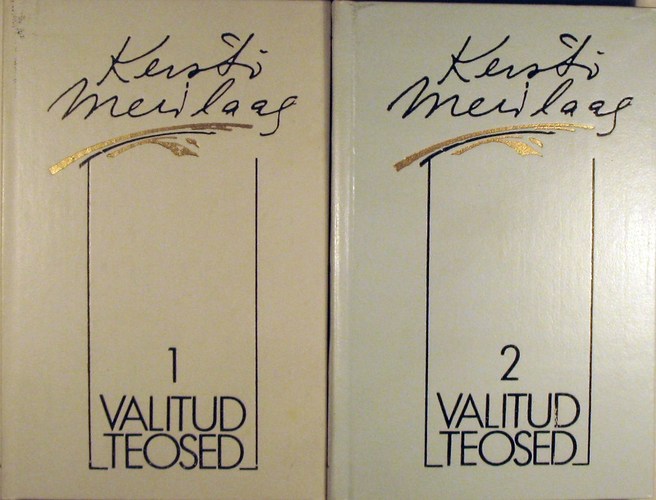 Kersti
Merilaas
1
VALITUD
TEOSED
Kersti
Merilaas
2
VALITUD
TEOSED